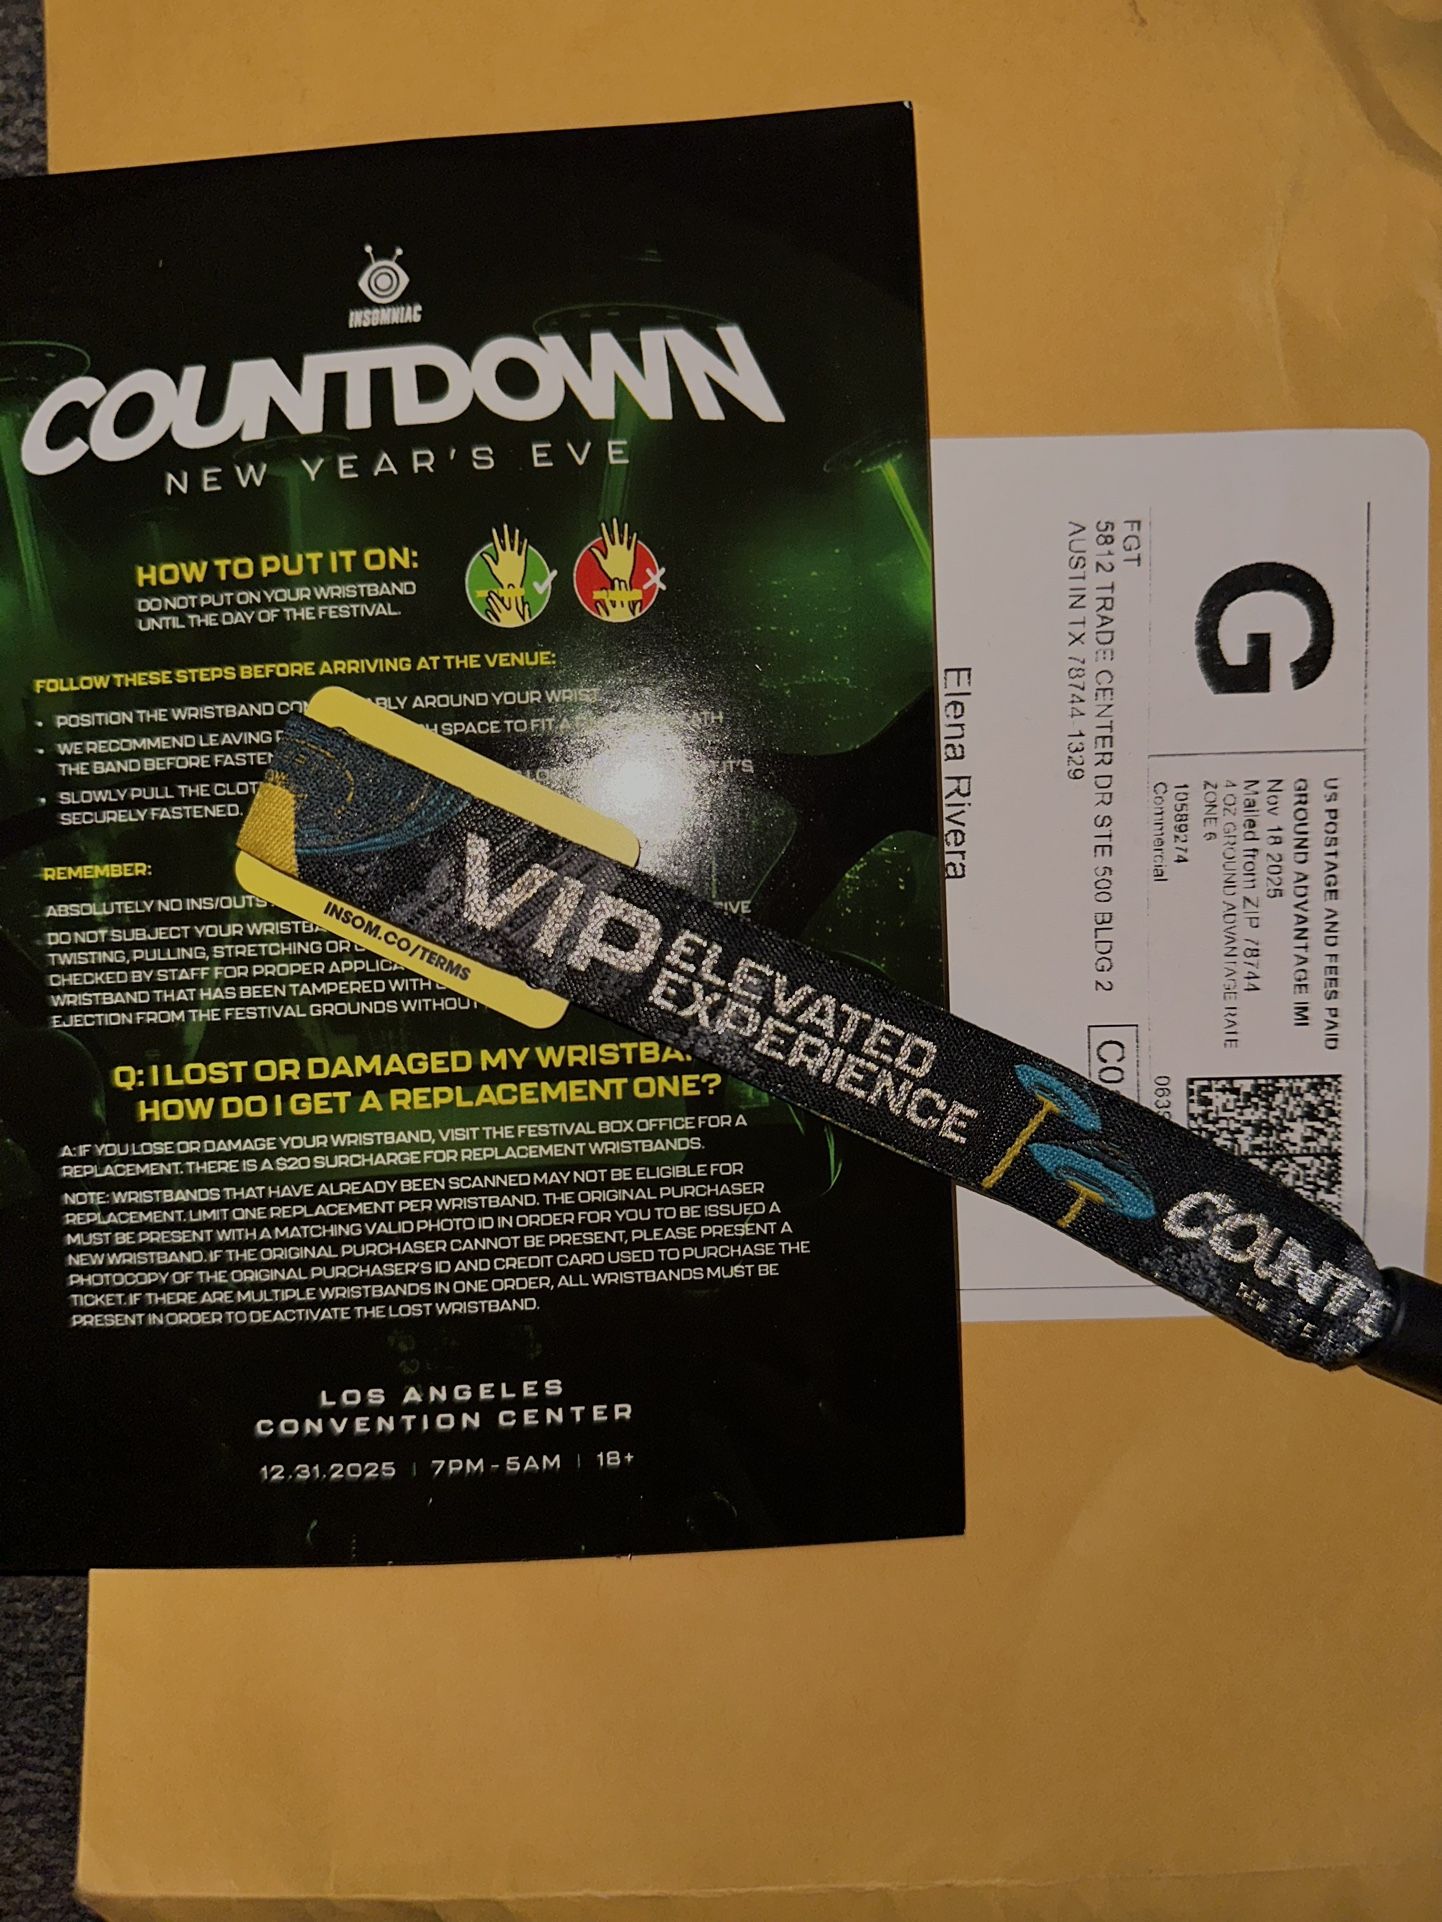 INSOMNIAC
COUNTDOWN
NEW YEAR'S EVE
HOW TO PUT IT ON:
DO NOT PUT ON YOUR WRISTBAND
UNTIL THE DAY OF THE FESTIVAL.
FOLLOW THESE STEPS BEFORE ARRIVING AT THE VENUE:
• POSITION THE WRISTBAND ABLY AROUND YOUR WRIST
• WE RECOMMEND LEAVING SPACE TO FIT A
THE BAND BEFORE
• SLOWLY PULL THE IT'S
SECURELY FASTENED.
REMEMBER:
ABSOLUTELY NO INS/OUTS
DO NOT SUBJECT YOUR
TWISTING, PULLING, STRETCHING OR
CHECKED BY STAFF FOR PROPER
WRISTBAND THAT HAS BEEN TAMPERED WITH
EJECTION FROM THE FESTIVAL GROUNDS
Q: I LOST OR DAMAGED MY
HOW DO I GET A REPLACEMENT ONE?
A: IF YOU LOSE OR DAMAGE YOUR WRISTBAND, VISIT THE FESTIVAL BOX OFFICE FOR A
REPLACEMENT. THERE IS A $20 SURCHARGE FOR REPLACEMENT WRISTBANDS.
NOTE: WRISTBANDS THAT HAVE ALREADY BEEN SCANNED MAY NOT BE ELIGIBLE FOR
REPLACEMENT. LIMIT ONE REPLACEMENT PER WRISTBAND. THE ORIGINAL PURCHASER
MUST BE PRESENT WITH A MATCHING VALID PHOTO ID IN ORDER FOR YOU TO BE ISSUED A
NEW WRISTBAND. IF THE ORIGINAL PURCHASER CANNOT BE PRESENT, PLEASE PRESENT A
PHOTOCOPY OF THE ORIGINAL PURCHASER'S ID AND CREDIT CARD USED TO PURCHASE THE
TICKET. IF THERE ARE MULTIPLE WRISTBANDS IN ONE ORDER, ALL WRISTBANDS MUST BE
PRESENT IN ORDER TO DEACTIVATE THE LOST WRISTBAND.
LOS ANGELES
CONVENTION CENTER
12.31.2025 | 7PM - 5AM | 18+
INSOM.CO/TERMS
VIP
ELEVATED
EXPERIENCE
G
US POSTAGE AND FEES PAID
GROUND ADVANTAGE IMI
Nov 18 2025
Mailed from ZIP 78744
4 OZ GROUND ADVANTAGE RATE
ZONE 6
10589274
Commercial
FGT
5812 TRADE CENTER DR STE 500 BLDG 2
AUSTIN TX 78744-1329
C0
Elena Rivera